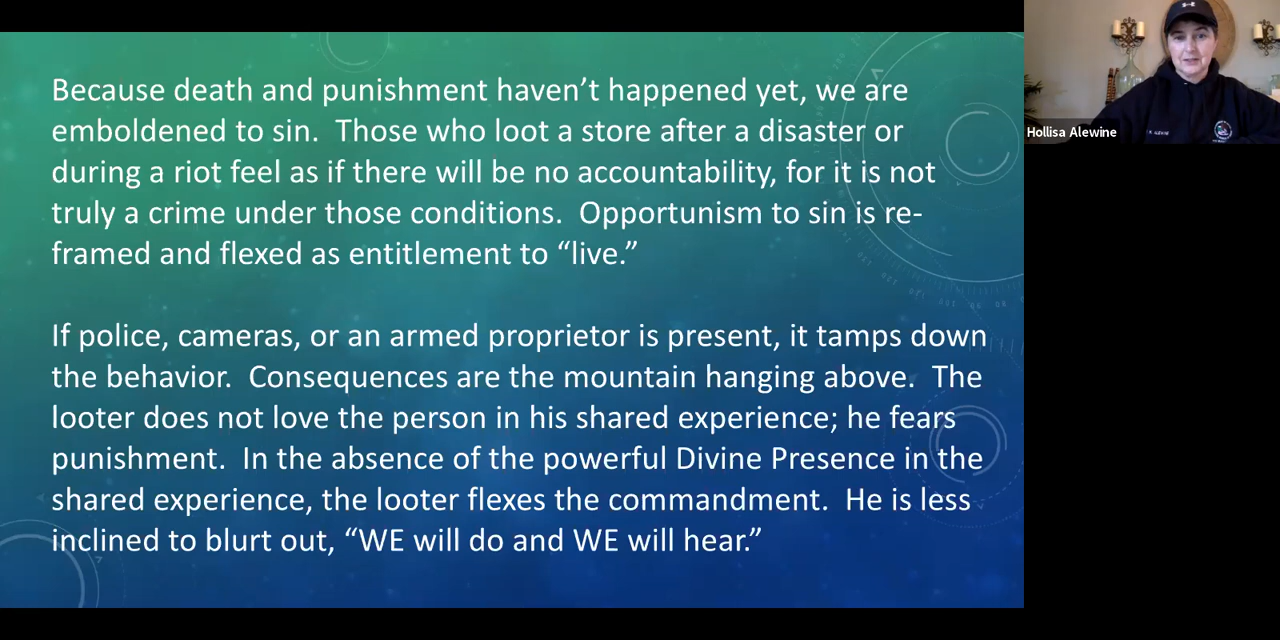 Because death and punishment haven’t happened yet, we are
emboldened to sin.  Those who loot a store after a disaster or
during a riot feel as if there will be no accountability, for it is not
truly a crime under those conditions.  Opportunism to sin is re-
framed and flexed as entitlement to “live.”
If police, cameras, or an armed proprietor is present, it tamps down
the behavior.  Consequences are the mountain hanging above.  The
looter does not love the person in his shared experience; he fears
punishment.  In the absence of the powerful Divine Presence in the
shared experience, the looter flexes the commandment.  He is less
inclined to blurt out, “WE will do and WE will hear.”
Hollisa Alewine